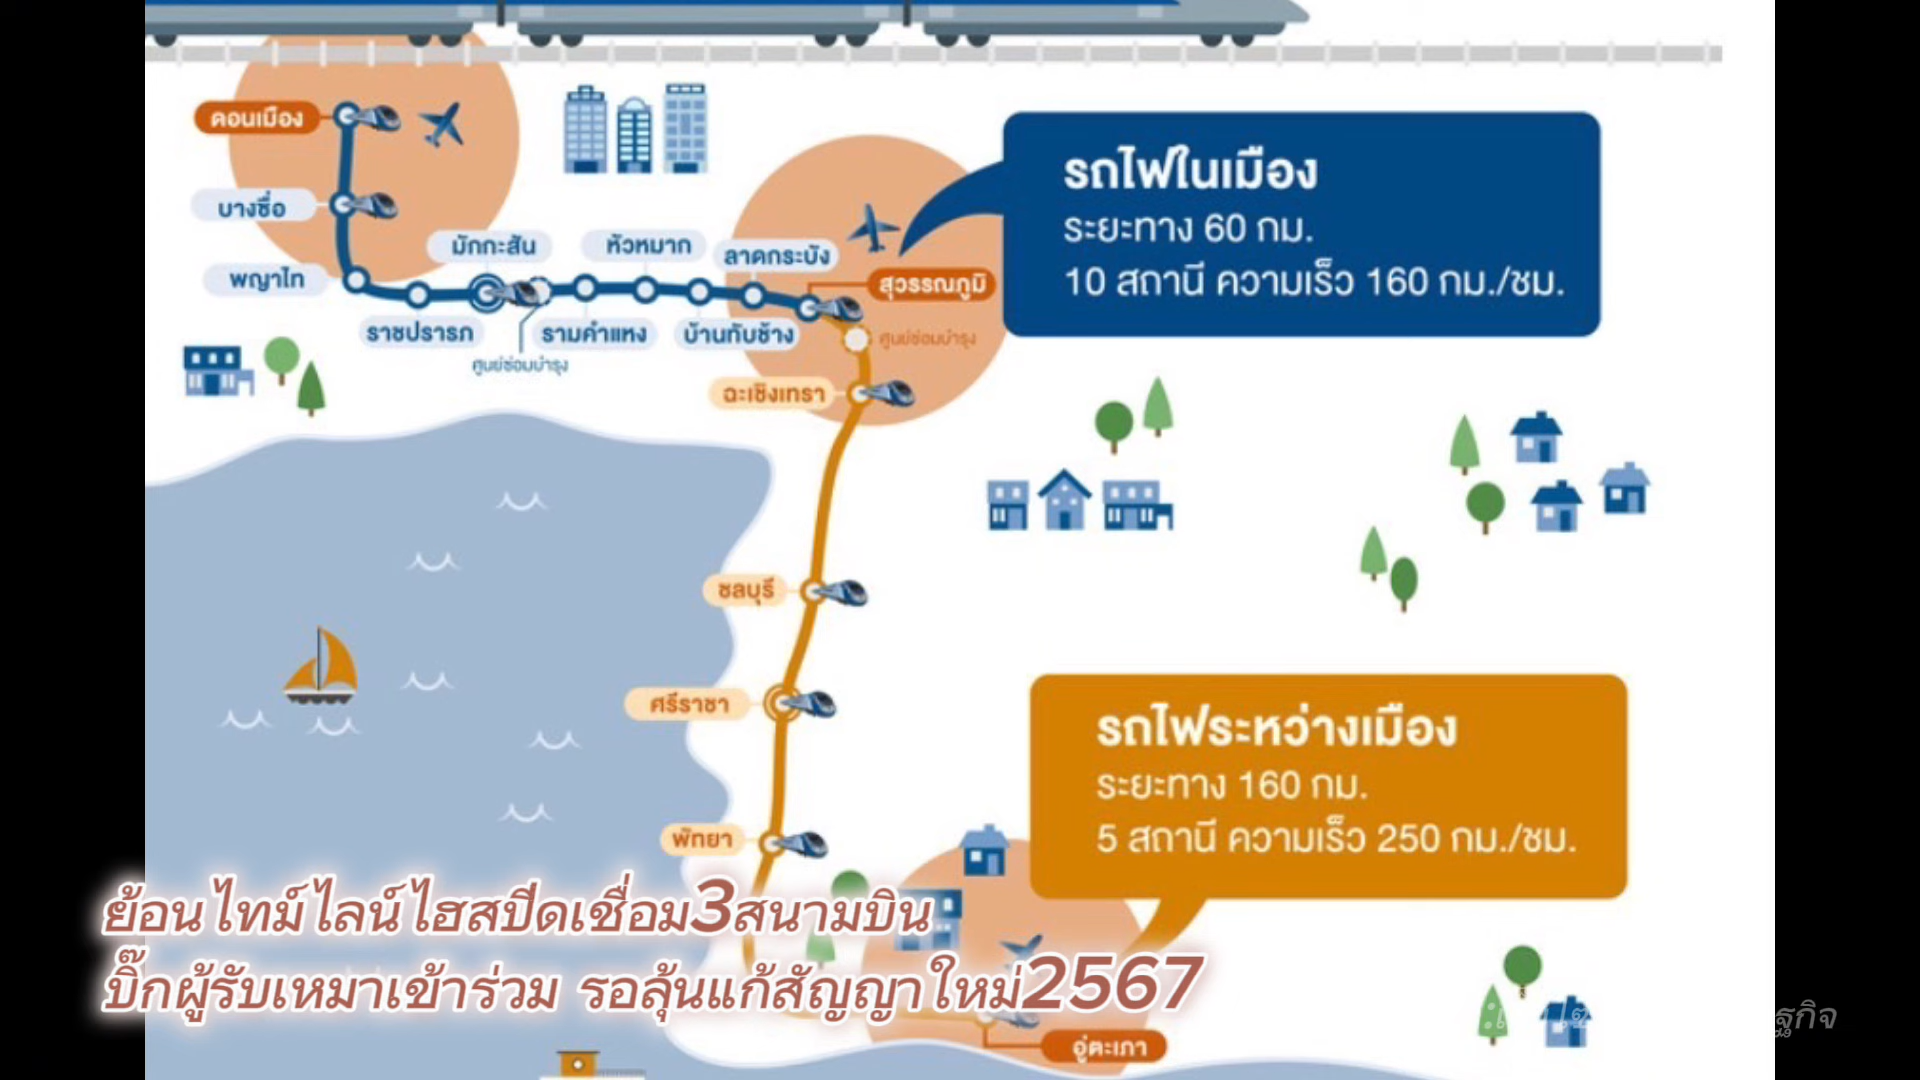 ดอนเมือง
บางซื่อ
พญาไท
มักกะสัน
หัวหมาก
ลาดกระบัง
สุวรรณภูมิ
ราชปรารภ
รามคำแหง
บ้านทับช้าง
ศูนย์ซ่อมบำรุง
ศูนย์ซ่อมบำรุง
รถไฟในเมือง
ระยะทาง 60 กม.
10 สถานี ความเร็ว 160 กม./ชม.
ฉะเชิงเทรา
ชลบุรี
ศรีราชา
พัทยา
รถไฟระหว่างเมือง
ระยะทาง 160 กม.
5 สถานี ความเร็ว 250 กม./ชม.
ย้อนไทม์ไลน์ไฮสปีดเชื่อม3สนามบิน
บิ๊กผู้รับเหมาเข้าร่วม รอลุ้นแก้สัญญาใหม่2567
อู่ตะเภา